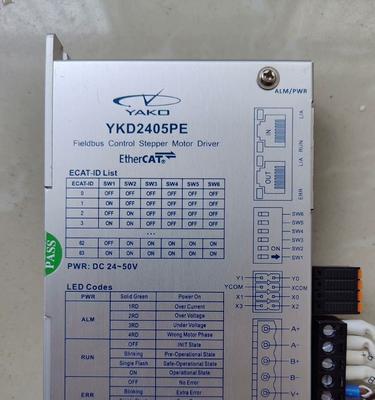 YAKO
ALM/PWR
YKD2405PE
Fieldbus Control Stepper Motor Driver
EtherCAT
ECAT-ID List
ECAT-ID SW1 SW2 SW3 SW4 SW5 SW6
0 OFF OFF OFF OFF OFF OFF
1 ON OFF OFF OFF OFF OFF
2 OFF ON OFF OFF OFF OFF
3 ON ON OFF OFF OFF OFF
...
62 OFF ON ON ON ON ON
63 ON ON ON ON ON ON
PWR: DC 24~50V
PASS
IN
L/A
RUN
OUT
L/A
ERR
SW6
SW5
SW4
SW3
ON SW2
SW1
Y1 Y0
YCOM XCOM
X1 X0
X3 X2
LED Codes
PWR Solid Green Power On
ALM
1RD Over Current
2RD Over Voltage
3RD Under Voltage
4RD Wrong Motor Phase
RUN
OFF INIT State
Blinking Pre-Operational State
Single Flash Safe-Operational State
ON Operational State
ERR
OFF No Error
Blinking Extra Error
A+
A-
B+
B-
V+